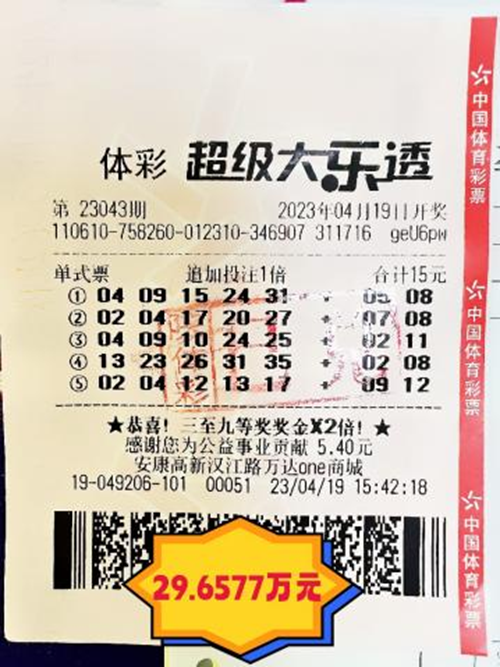 体彩 超级大乐透
第 23043期 2023年04月19日开奖
110610-758260-012310-346907 311716 geU6pw
单式票 追加投注1倍 合计15元
① 04 09 15 24 31 + 05 08
② 02 04 17 20 27 + 07 08
③ 04 09 10 24 25 + 02 11
④ 13 23 26 31 35 + 02 08
⑤ 02 04 12 13 17 + 09 12
★恭喜! 三至九等奖奖金X2倍! ★
感谢您为公益事业贡献 5.40元
安康高新汉江路万达one商城
19-049206-101 00051 23/04/19 15:42:18
29.6577万元
中国体育彩票
中国体育彩票
中国体育彩票